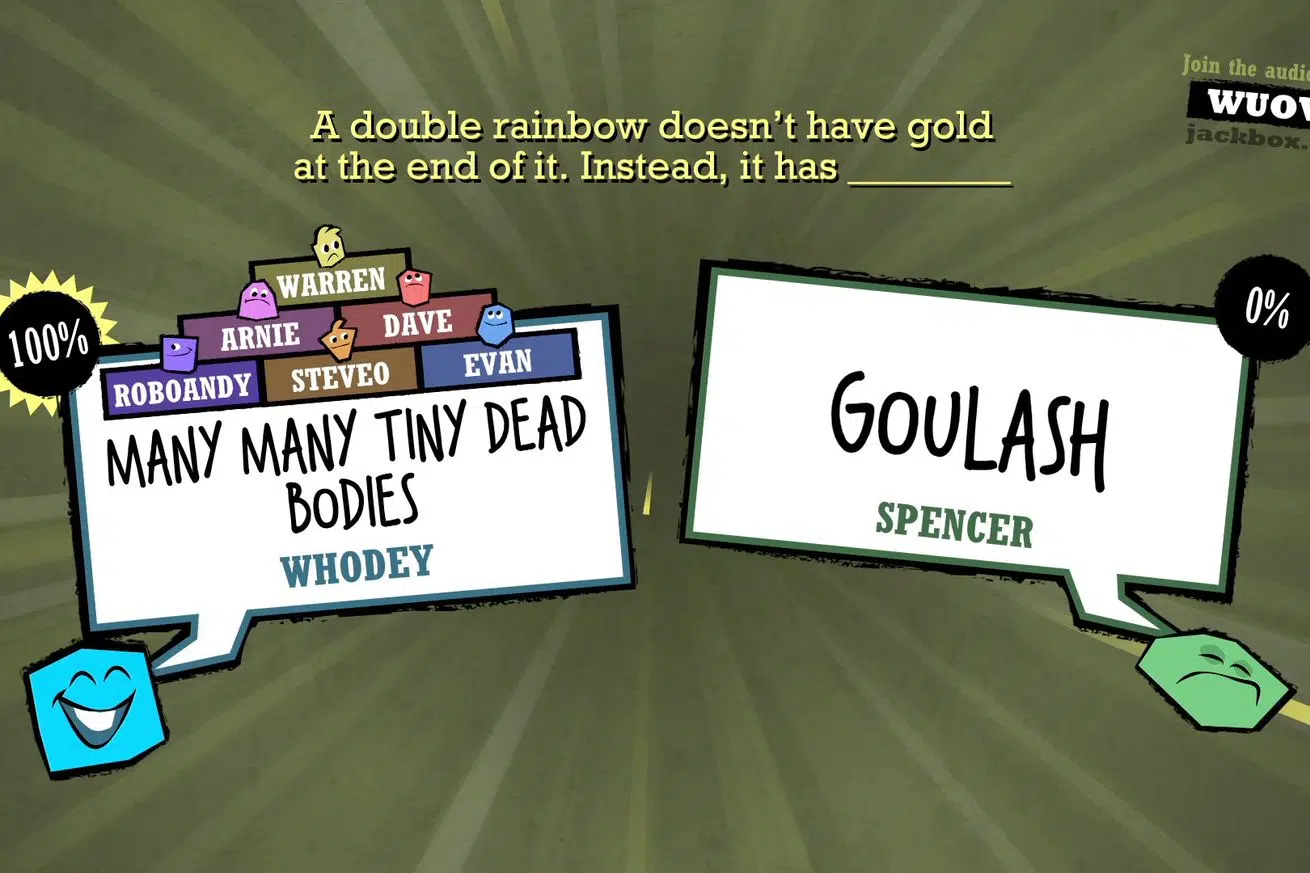 Join the
WUOV
jackbox.
A double rainbow doesn't have gold
at the end of it. Instead, it has ________
WARREN
ARNIE DAVE
ROBOANDY STEVEO EVAN
100%
MANY MANY TINY DEAD
BODIES
WHODEY
0%
GOULASH
SPENCER